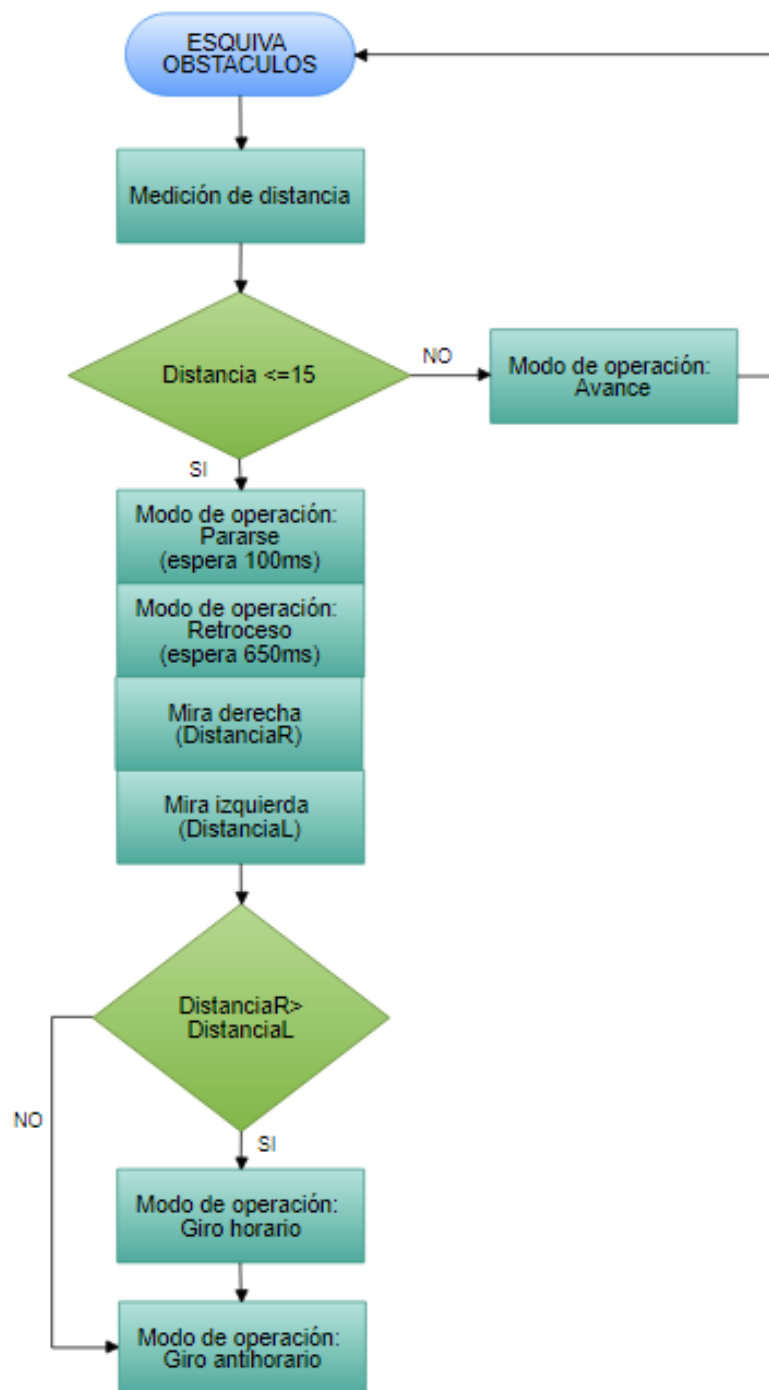 ESQUIVA
OBSTACULOS
Medición de distancia
Distancia <=15
NO
Modo de operación:
Avance
SI
Modo de operación:
Pararse
(espera 100ms)
Modo de operación:
Retroceso
(espera 650ms)
Mira derecha
(DistanciaR)
Mira izquierda
(DistanciaL)
DistanciaR>
DistanciaL
NO
SI
Modo de operación:
Giro horario
Modo de operación:
Giro antihorario